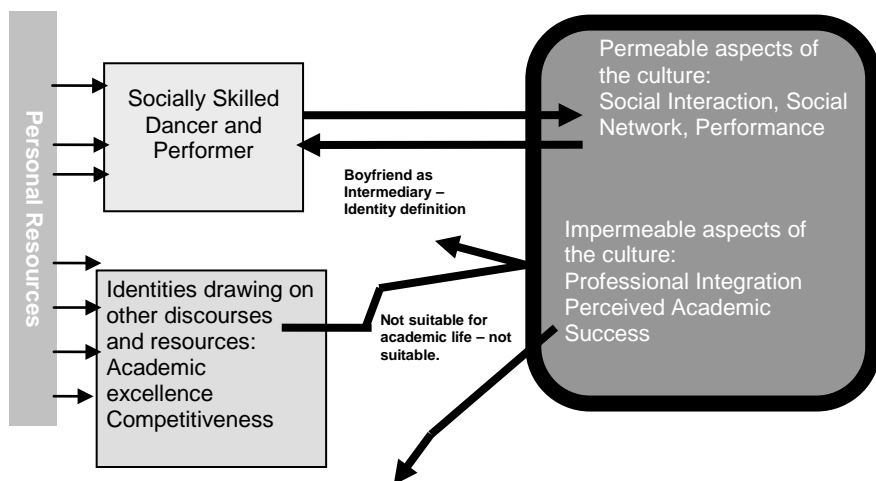 Personal Resources
Socially Skilled
Dancer and
Performer
Permeable aspects of
the culture:
Social Interaction, Social
Network, Performance
Boyfriend as
Intermediary –
Identity definition
Identities drawing on
other discourses
and resources:
Academic
excellence
Competitiveness
Not suitable for
academic life – not
suitable.
Impermeable aspects of
the culture:
Professional Integration
Perceived Academic
Success